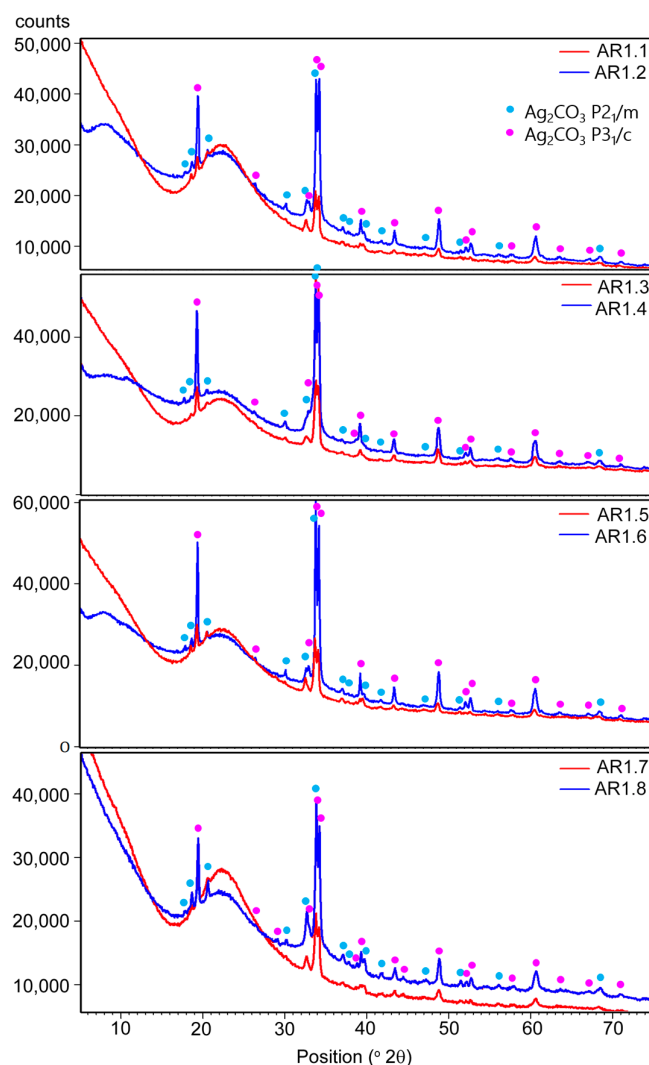 counts
50,000
40,000
30,000
20,000
10,000
AR1.1
AR1.2
Ag₂CO₃ P2₁/m
Ag₂CO₃ P3₁/c
40,000
20,000
AR1.3
AR1.4
60,000
40,000
20,000
0
AR1.5
AR1.6
40,000
30,000
20,000
10,000
AR1.7
AR1.8
10 20 30 40 50 60 70
Position (° 2θ)